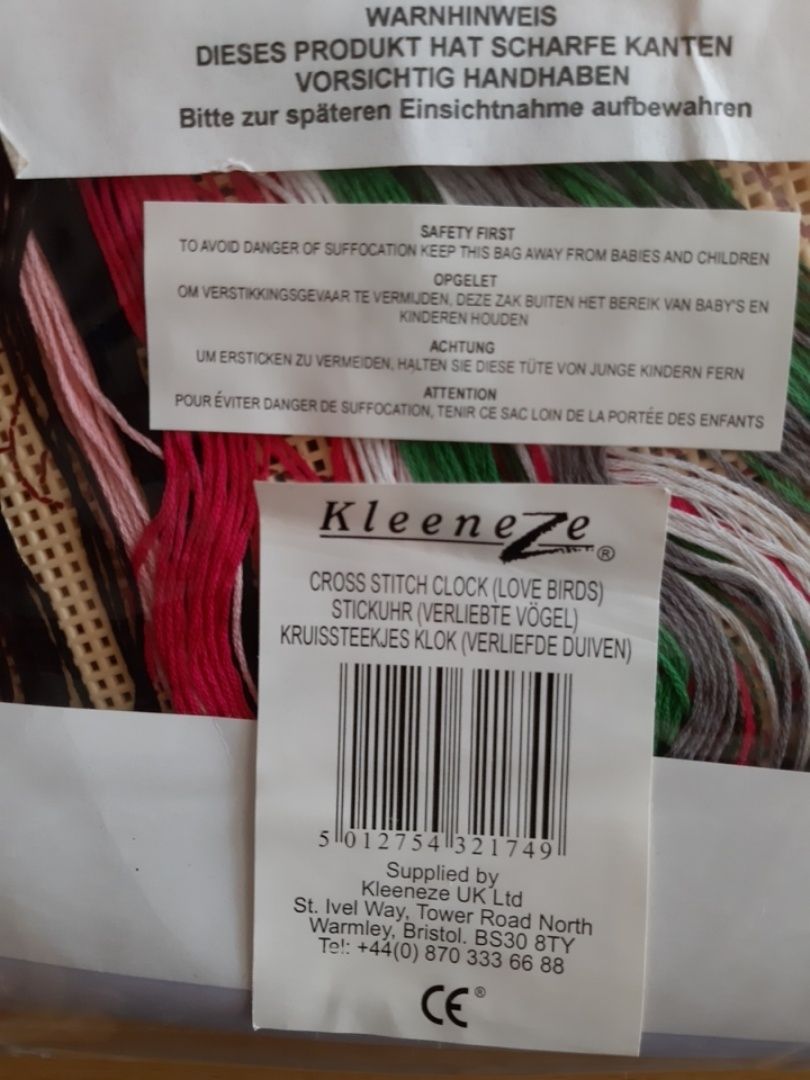 WARNHINWEIS
DIESES PRODUKT HAT SCHARFE KANTEN
VORSICHTIG HANDHABEN
Bitte zur späteren Einsichtnahme aufbewahren
SAFETY FIRST
TO AVOID DANGER OF SUFFOCATION KEEP THIS BAG AWAY FROM BABIES AND CHILDREN
OPGELET
OM VERSTIKKINGSGEVAAR TE VERMIJDEN, DEZE ZAK BUITEN HET BEREIK VAN BABY'S EN
KINDEREN HOUDEN
ACHTUNG
UM ERSTICKEN ZU VERMEIDEN, HALTEN SIE DIESE TÜTE VON JUNGE KINDERN FERN
ATTENTION
POUR ÉVITER DANGER DE SUFFOCATION, TENIR CE SAC LOIN DE LA PORTÉE DES ENFANTS
KleeneZe®
CROSS STITCH CLOCK (LOVE BIRDS)
STICKUHR (VERLIEBTE VÖGEL)
KRUISSTEEKJES KLOK (VERLIEFDE DUIVEN)
5 012754 321749
Supplied by
Kleeneze UK Ltd
St. Ivel Way, Tower Road North
Warmley, Bristol. BS30 8TY
Tel: +44(0) 870 333 66 88
CE®